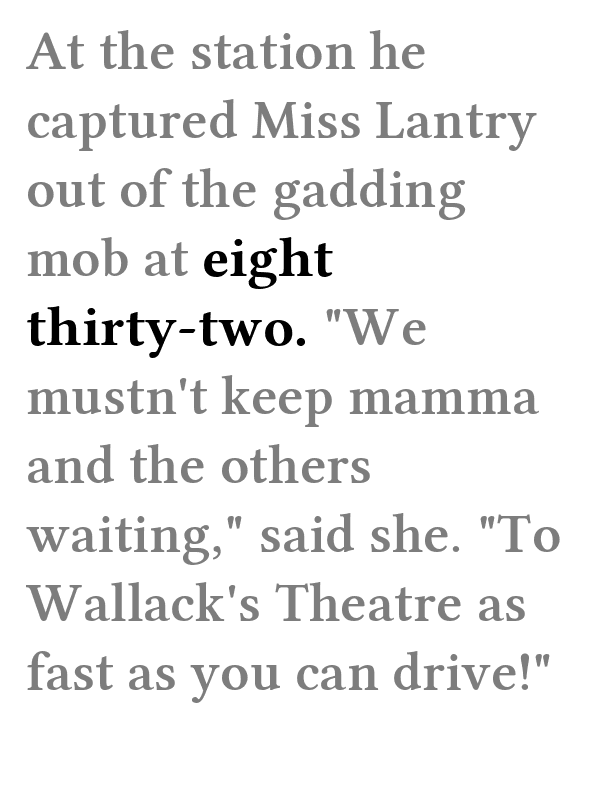 At the station he
captured Miss Lantry
out of the gadding
mob at eight
thirty-two. "We
mustn't keep mamma
and the others
waiting," said she. "To
Wallack's Theatre as
fast as you can drive!"